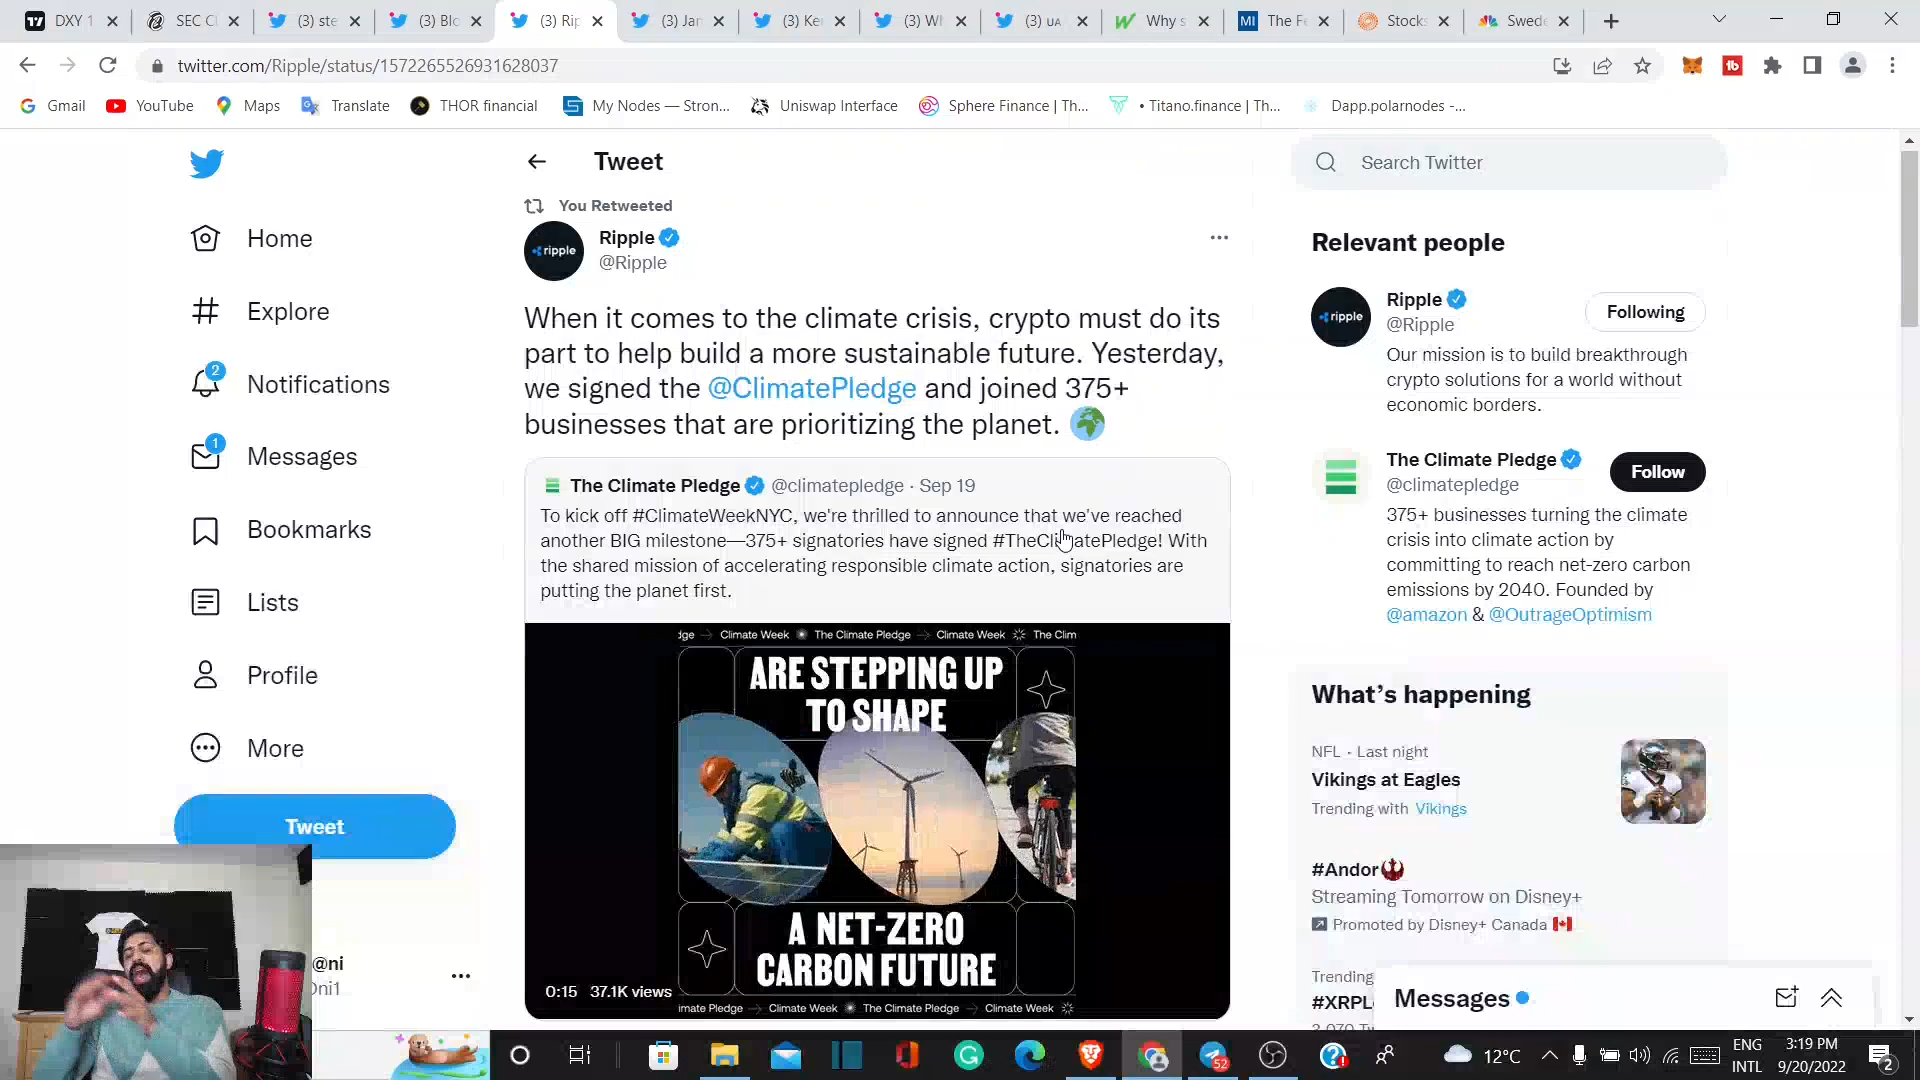 DXY 1
SEC Cl
(3) ste
(3) Blo
(3) Rip
(3) Jar
(3) Ker
(3) Wh
(3) UA
Why s
MI
The Fe
Stocks
Swed
twitter.com/Ripple/status/1572265526931628037
Gmail
YouTube
Maps
Translate
THOR financial
My Nodes — Stron...
Uniswap Interface
Sphere Finance | Th...
• Titano.finance | Th...
Dapp.polarnodes -...
Home
Explore
2
Notifications
1
Messages
Bookmarks
Lists
Profile
More
Tweet
@ni
Tweet
You Retweeted
ripple
Ripple
@Ripple
When it comes to the climate crisis, crypto must do its
part to help build a more sustainable future. Yesterday,
we signed the @ClimatePledge and joined 375+
businesses that are prioritizing the planet.
The Climate Pledge @climatepledge · Sep 19
To kick off #ClimateWeekNYC, we're thrilled to announce that we've reached
another BIG milestone—375+ signatories have signed #TheClimatePledge! With
the shared mission of accelerating responsible climate action, signatories are
putting the planet first.
dge → Climate Week The Climate Pledge → Climate Week The Clim
ARE STEPPING UP
TO SHAPE
A NET-ZERO
CARBON FUTURE
0:15 37.1K views
imate Pledge → Climate Week The Climate Pledge → Climate Week
Search Twitter
Relevant people
ripple
Ripple
@Ripple
Following
Our mission is to build breakthrough
crypto solutions for a world without
economic borders.
The Climate Pledge
@climatepledge
Follow
375+ businesses turning the climate
crisis into climate action by
committing to reach net-zero carbon
emissions by 2040. Founded by
@amazon & @OutrageOptimism
What's happening
NFL · Last night
Vikings at Eagles
Trending with Vikings
#Andor
Streaming Tomorrow on Disney+
Promoted by Disney+ Canada
Trending
#XRPL
Messages
52
12°C
ENG
INTL
3:19 PM
9/20/2022
2